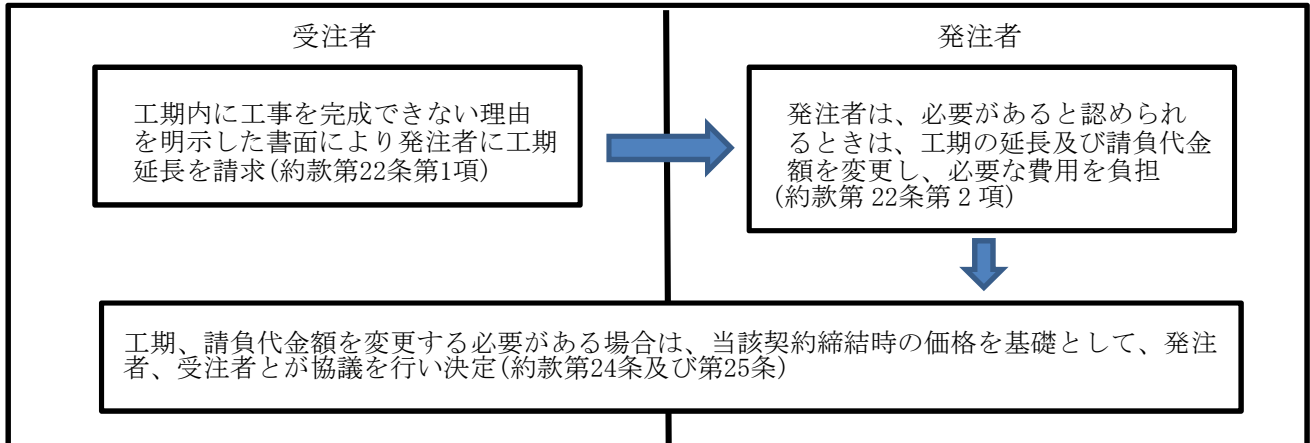 受注者
工期内に工事を完成できない理由
を明示した書面により発注者に工期
延長を請求(約款第22条第1項)
発注者
発注者は、必要があると認められ
るときは、工期の延長及び請負代金
額を変更し、必要な費用を負担
(約款第 22条第 2 項)
工期、請負代金額を変更する必要がある場合は、当該契約締結時の価格を基礎として、発注
者、受注者とが協議を行い決定(約款第24条及び第25条)